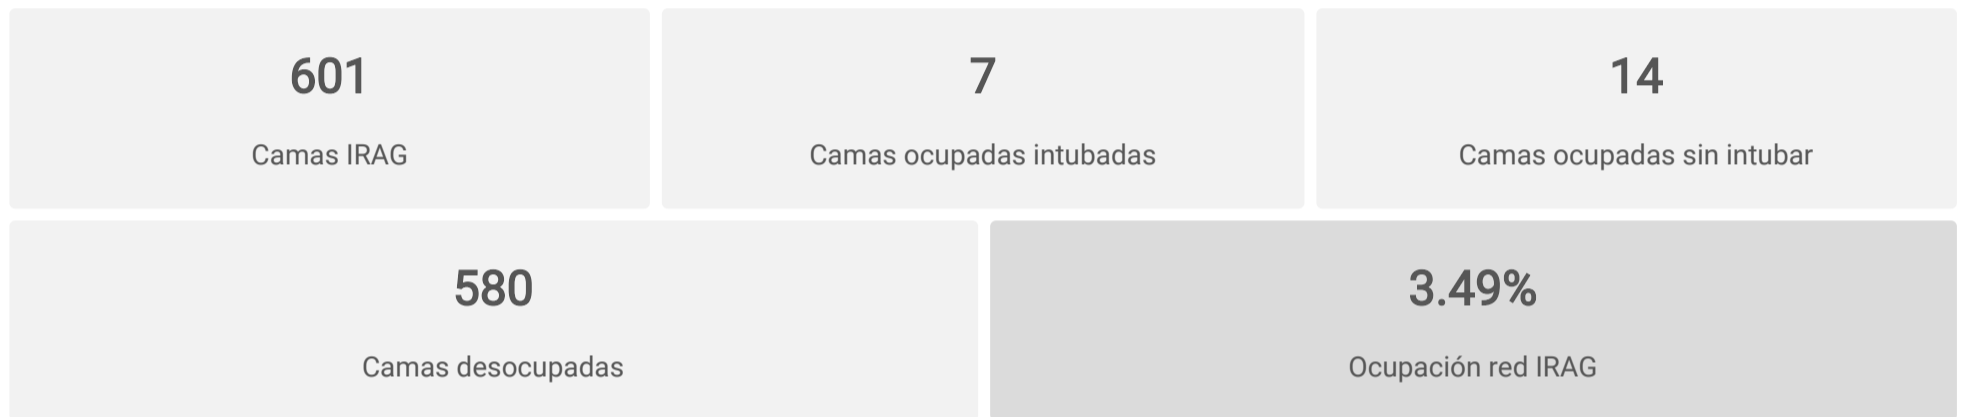 601
Camas IRAG
7
Camas ocupadas intubadas
14
Camas ocupadas sin intubar
580
Camas desocupadas
3.49%
Ocupación red IRAG